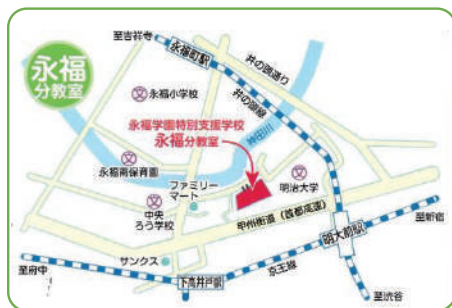 至吉祥寺
永福町駅
井の頭通り
永福
分教室
井の頭線
永福小学校
永福学園特別支援学校
永福分教室
神田川
永福南保育園
ファミリー
マート
明治大学
中央
ろう学校
甲州街道（首都高速）
至新宿
明大前駅
サンクス
至府中
京王線
下高井戸駅
至渋谷